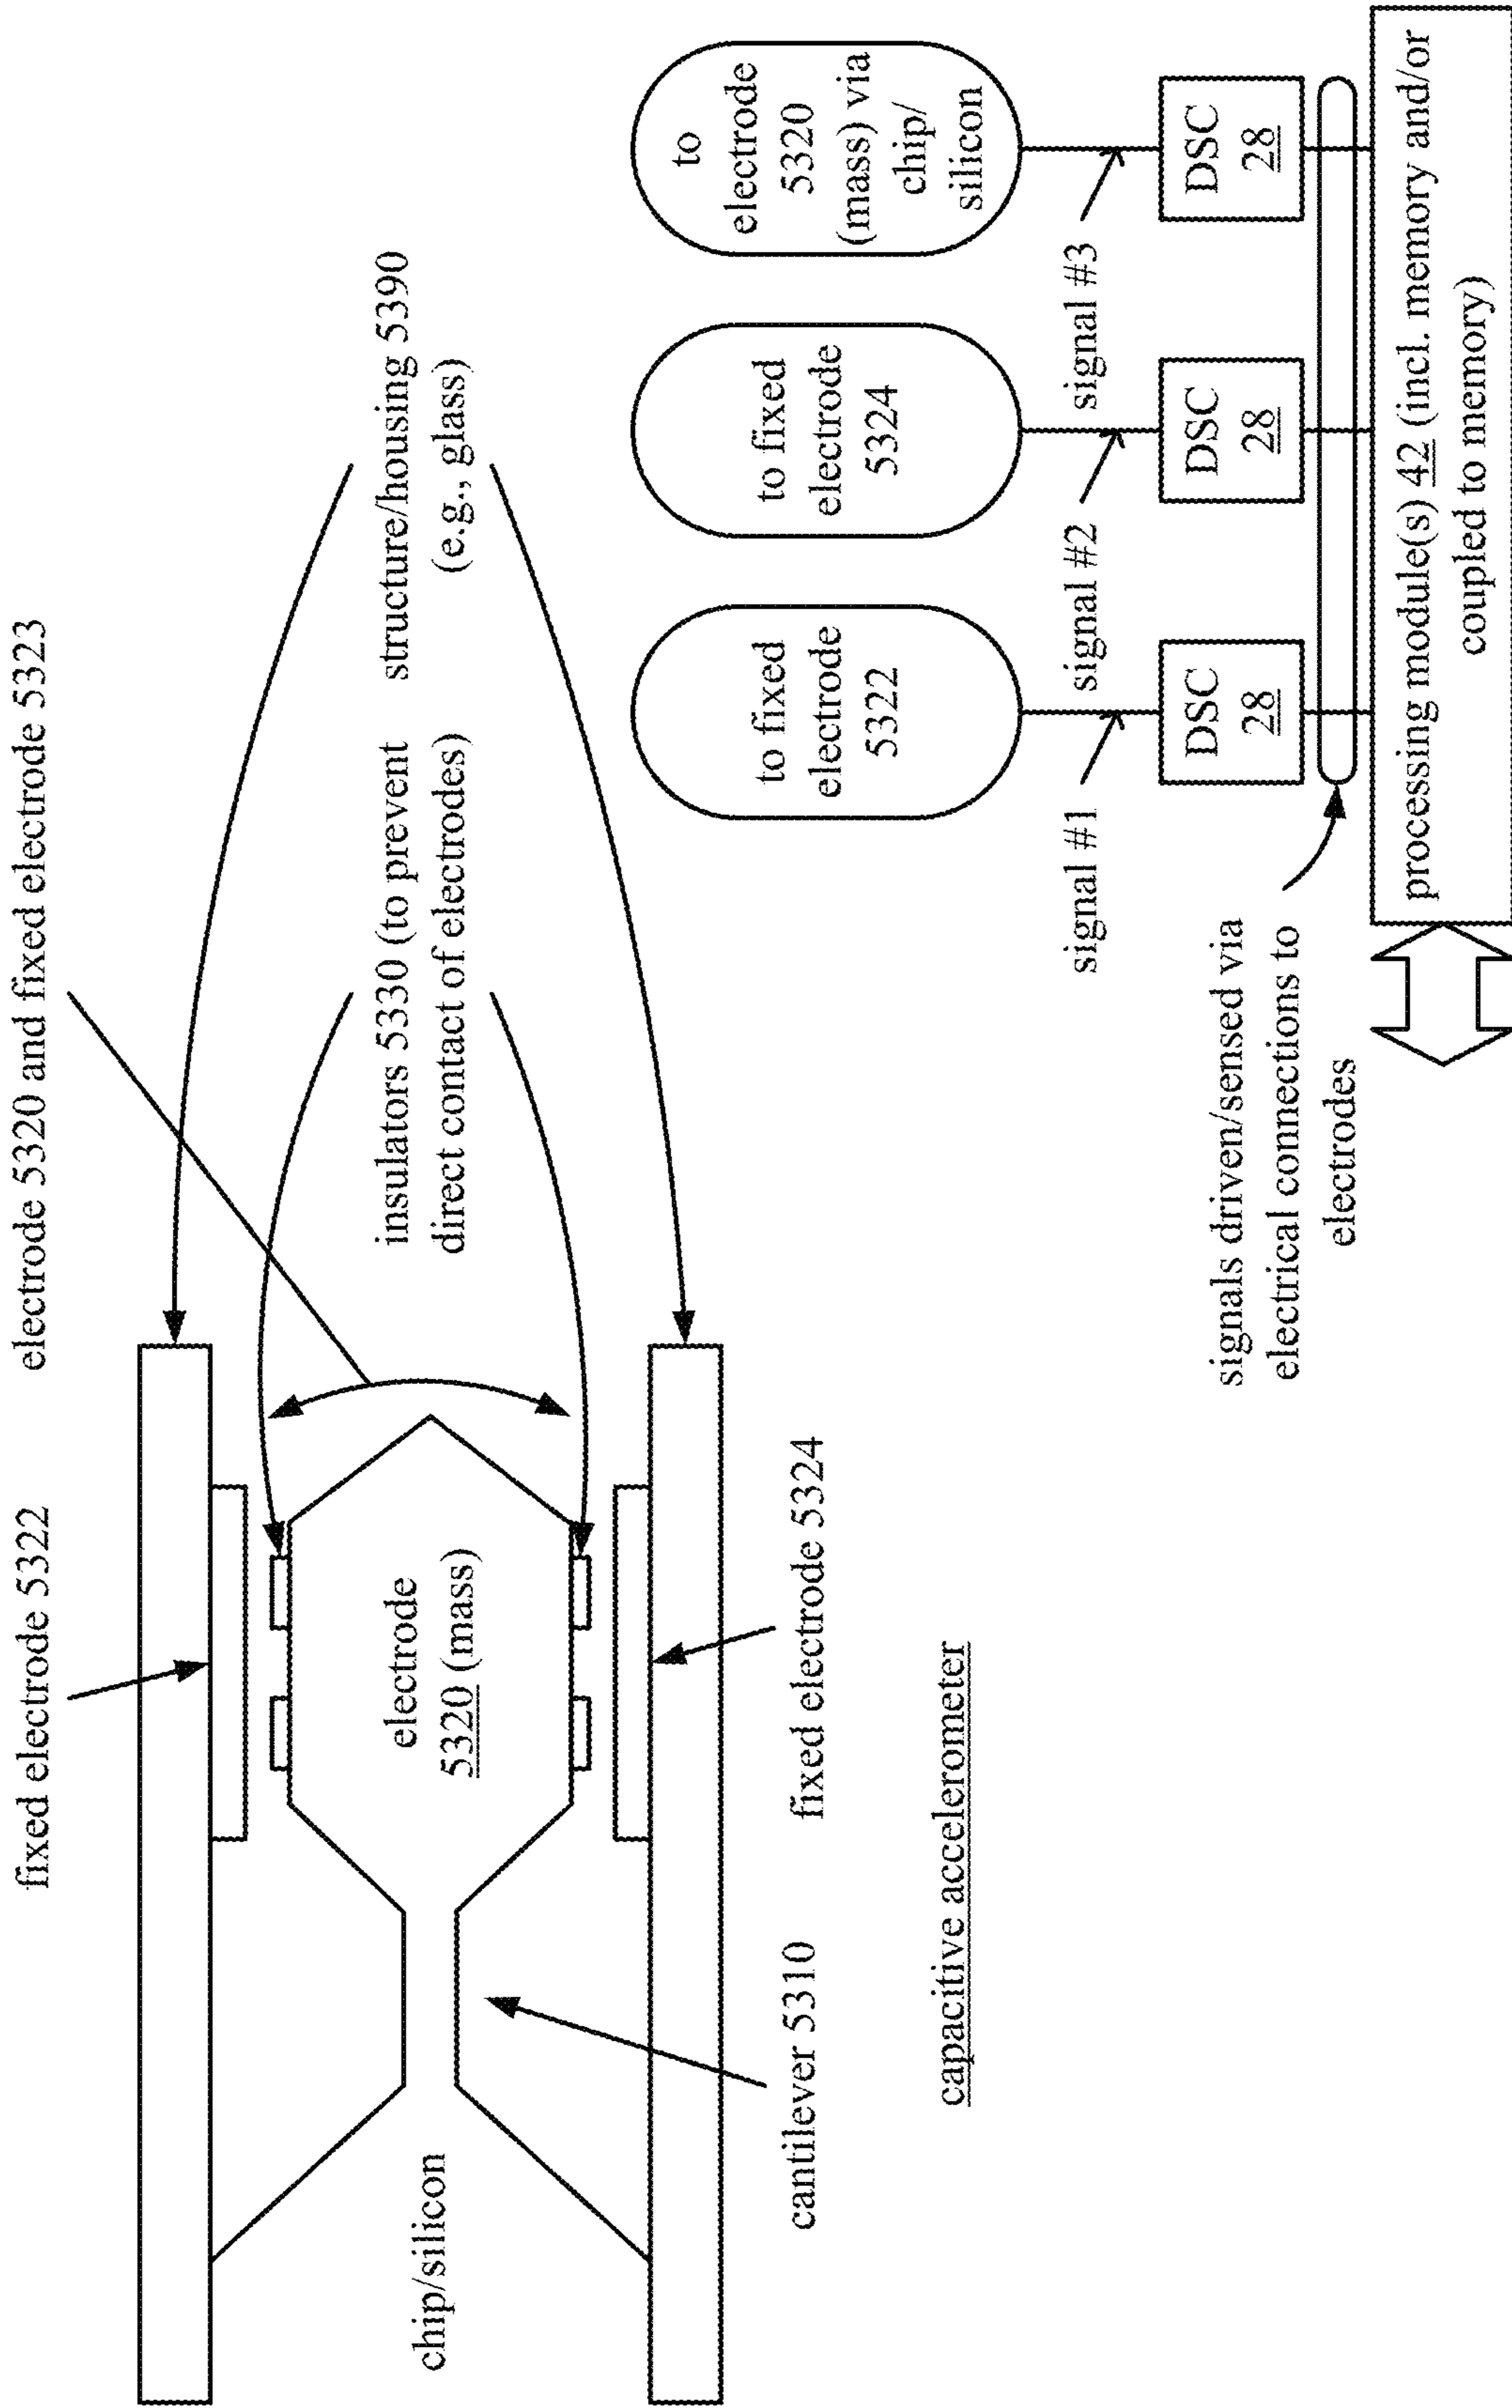 fixed electrode 5322
electrode 5320 and fixed electrode 5323
insulators 5330 (to prevent
direct contact of electrodes)
structure/housing 5390
(e.g., glass)
chip/silicon
electrode
5320 (mass)
cantilever 5310
fixed electrode 5324
capacitive accelerometer
to fixed
electrode
5322
to fixed
electrode
5324
to
electrode
5320
(mass) via
chip/
silicon
signal #1
signal #2
signal #3
DSC
28
DSC
28
DSC
28
signals driven/sensed via
electrical connections to
electrodes
processing module(s) 42 (incl. memory and/or
coupled to memory)